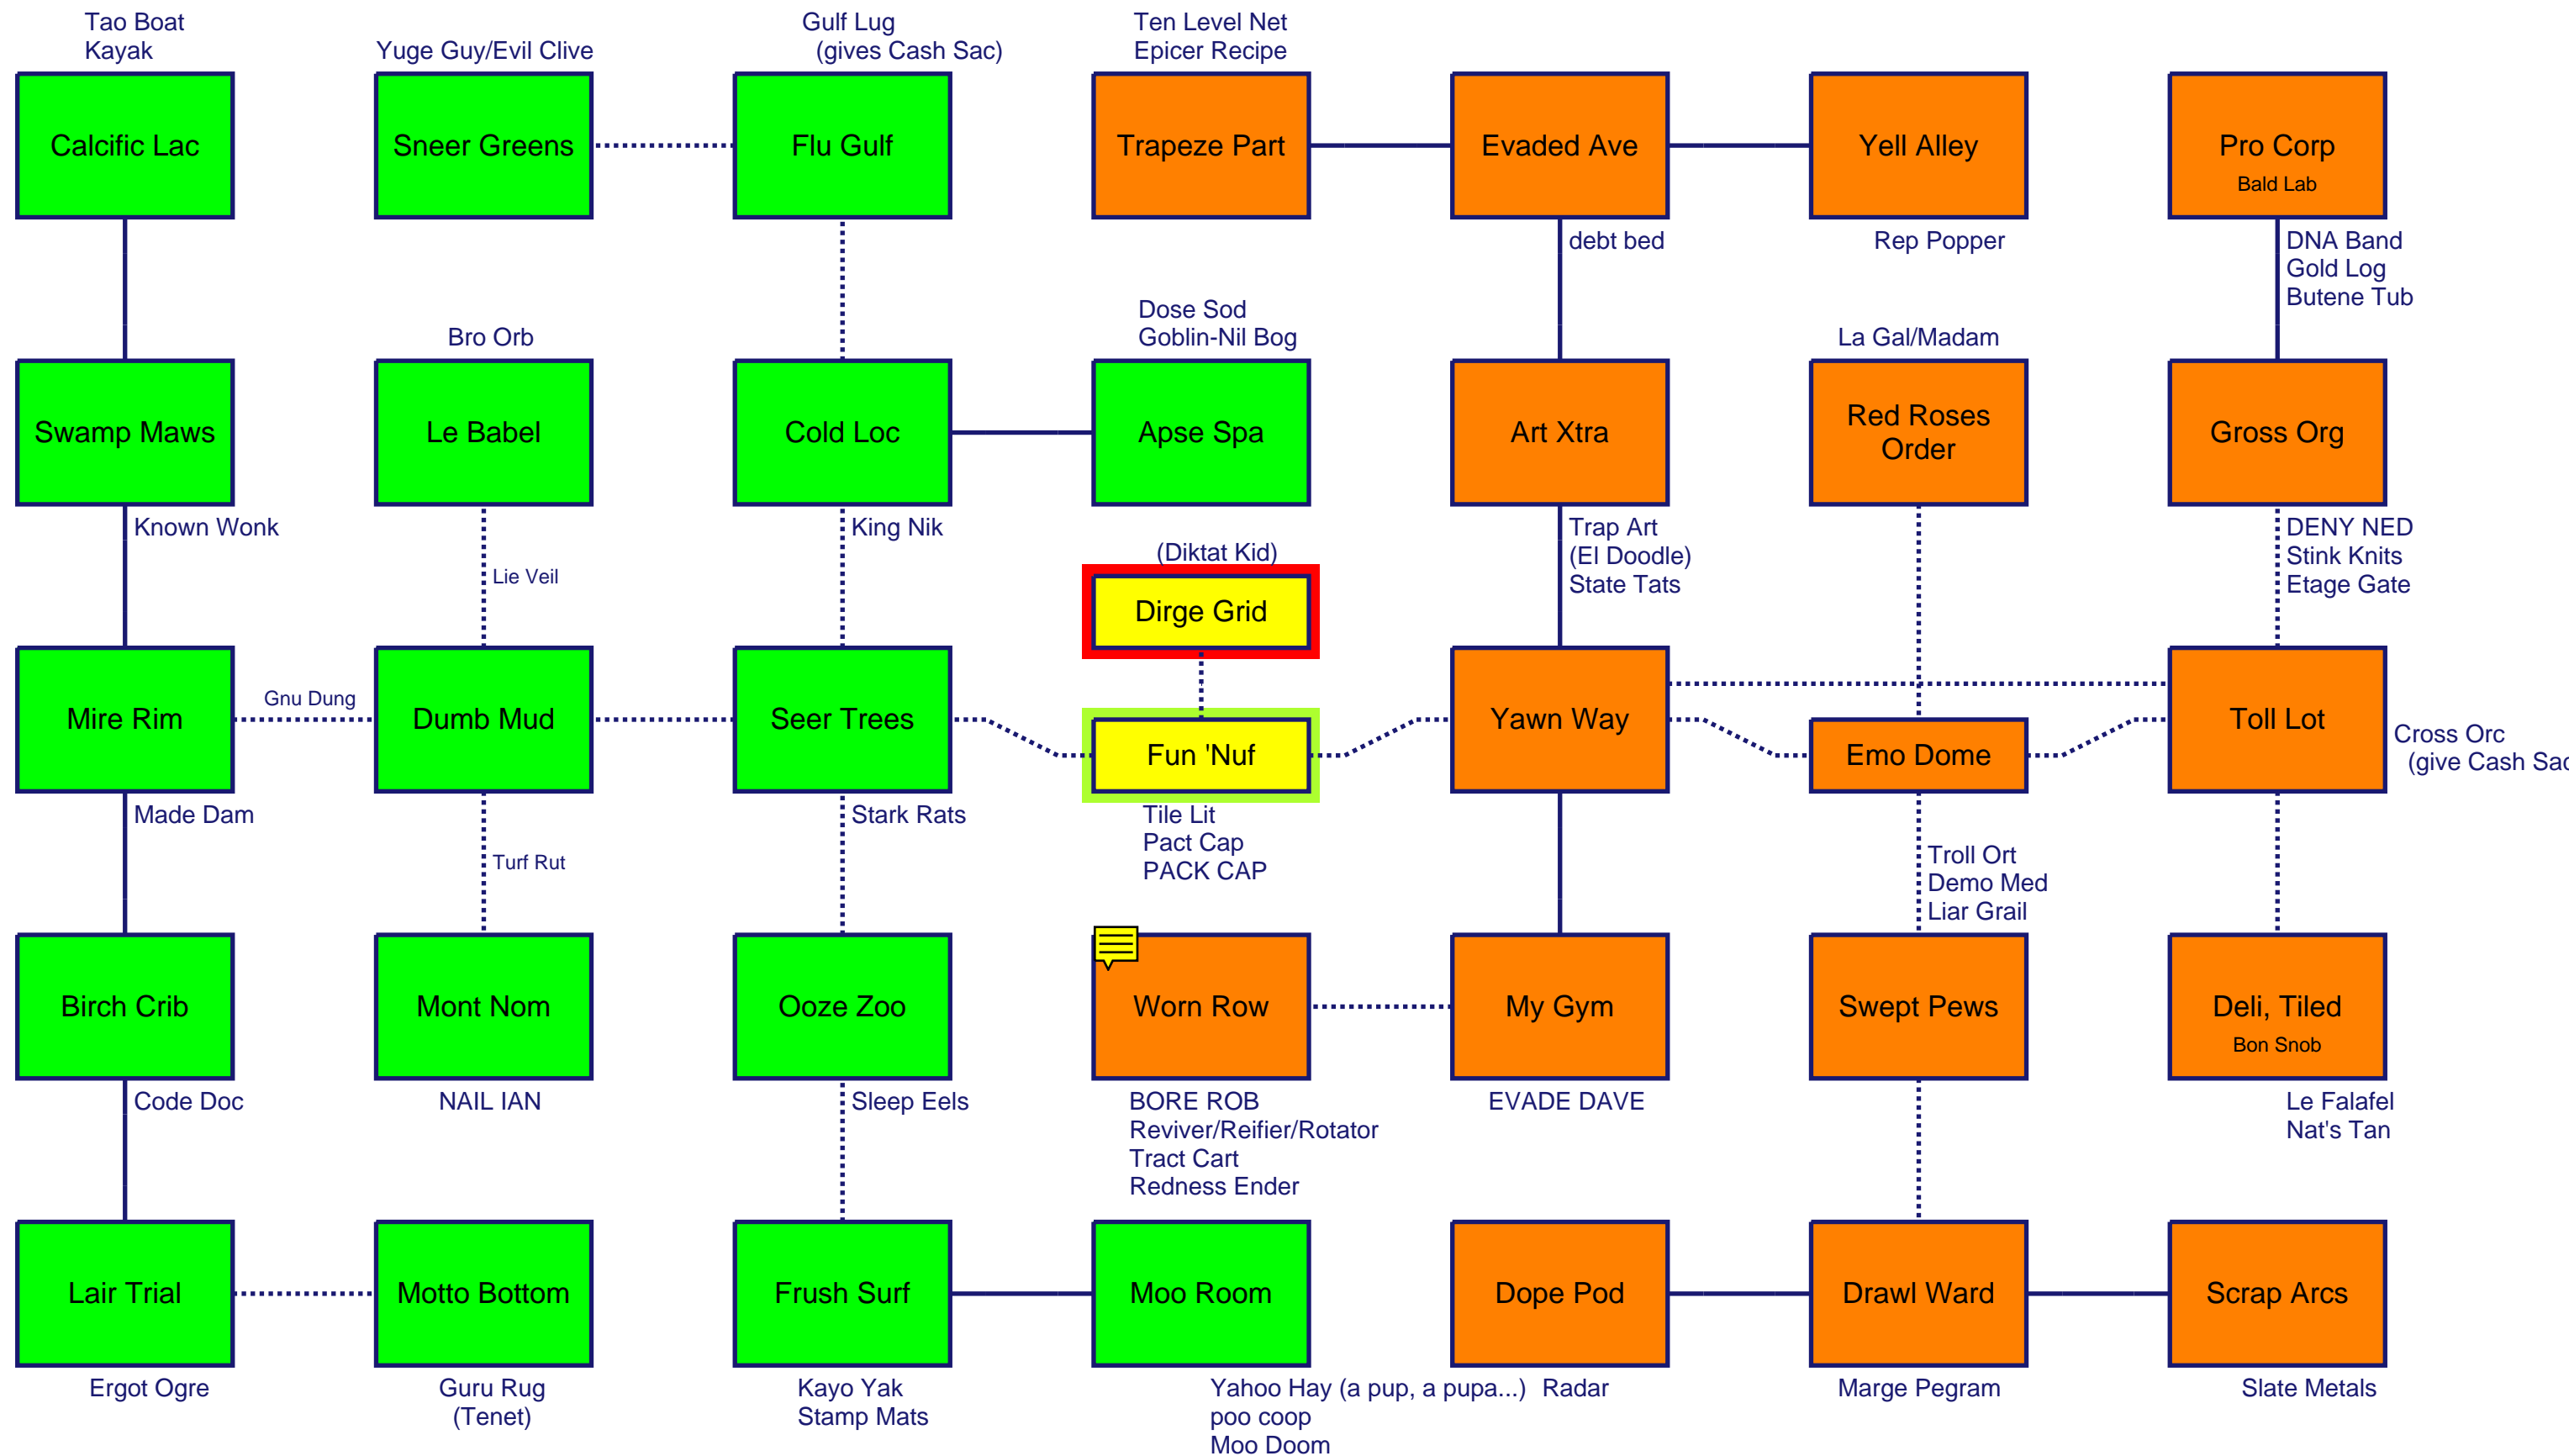 Tao Boat
Kayak
Yuge Guy/Evil Clive
Gulf Lug
(gives Cash Sac)
Ten Level Net
Epicer Recipe
Calcific Lac
Sneer Greens
Flu Gulf
Trapeze Part
Evaded Ave
Yell Alley
Pro Corp
Bald Lab
debt bed
Rep Popper
DNA Band
Gold Log
Butene Tub
Bro Orb
Dose Sod
Goblin-Nil Bog
La Gal/Madam
Swamp Maws
Le Babel
Cold Loc
Apse Spa
Art Xtra
Red Roses
Order
Gross Org
Known Wonk
Lie Veil
King Nik
(Diktat Kid)
Trap Art
(El Doodle)
State Tats
DENY NED
Stink Knits
Etage Gate
Dirge Grid
Mire Rim
Gnu Dung
Dumb Mud
Seer Trees
Fun 'Nuf
Yawn Way
Emo Dome
Toll Lot
Cross Orc
(give Cash Sac
Made Dam
Turf Rut
Stark Rats
Tile Lit
Pact Cap
PACK CAP
Troll Ort
Demo Med
Liar Grail
Birch Crib
Mont Nom
Ooze Zoo
Worn Row
My Gym
Swept Pews
Deli, Tiled
Bon Snob
Code Doc
NAIL IAN
Sleep Eels
BORE ROB
Reviver/Reifier/Rotator
Tract Cart
Redness Ender
EVADE DAVE
Le Falafel
Nat's Tan
Lair Trial
Motto Bottom
Frush Surf
Moo Room
Dope Pod
Drawl Ward
Scrap Arcs
Ergot Ogre
Guru Rug
(Tenet)
Kayo Yak
Stamp Mats
Yahoo Hay (a pup, a pupa...)
poo coop
Moo Doom
Radar
Marge Pegram
Slate Metals